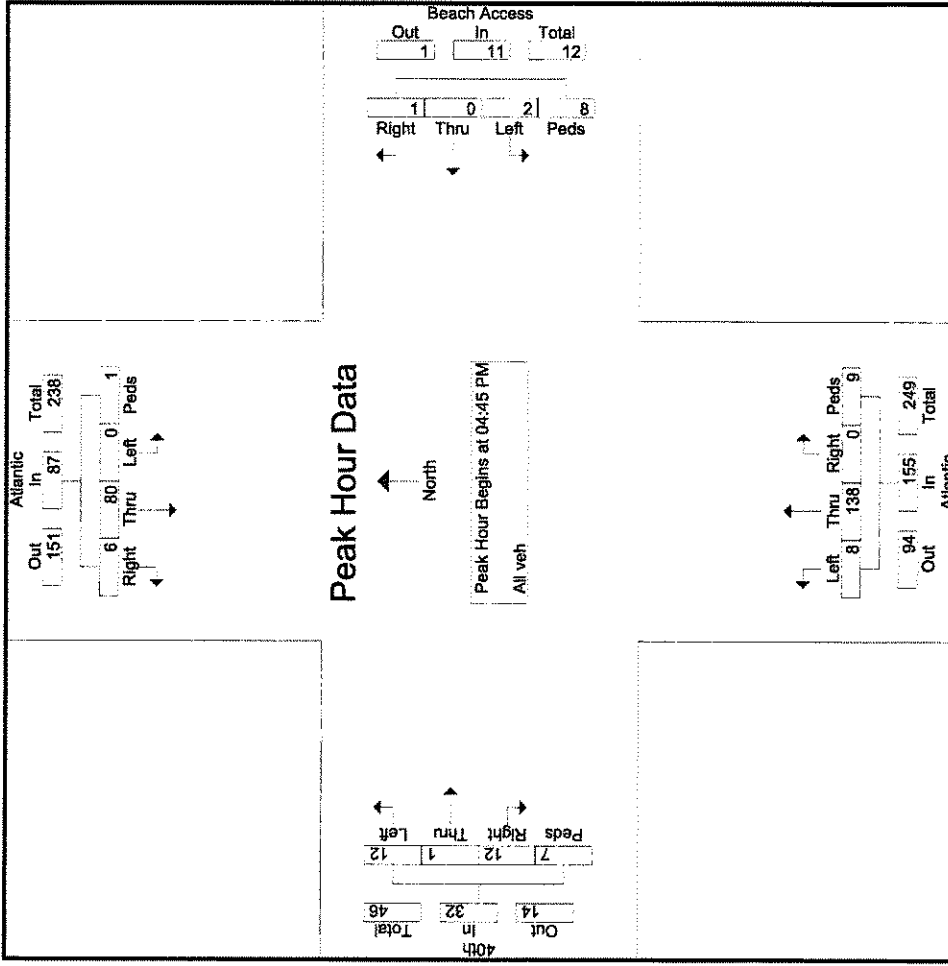 Beach Access
Out In Total
1 11 12
1 0 2 8
Right Thru Left Peds
Atlantic
Out In Total
151 87 238
6 80 0 1
Right Thru Left Peds
Peak Hour Data
North
Peak Hour Begins at 04:45 PM
All veh
Left Thru Right Peds
8 138 0 9
94 155 249
Out In Total
Atlantic
40th
Out In Total
14 32 46
7 12 1 12
Peds Right Thru Left